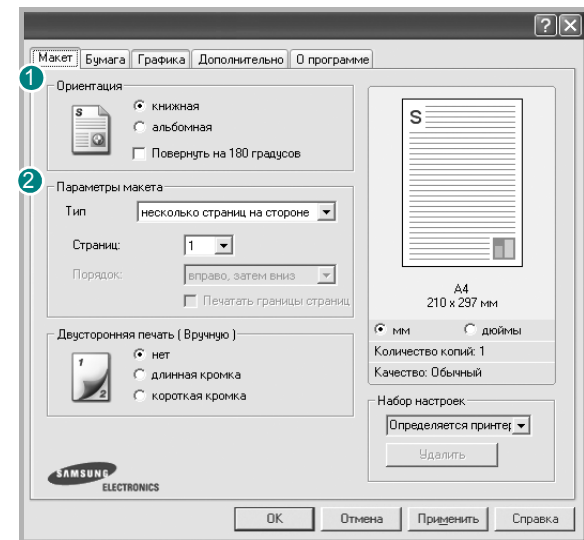 Макет Бумага Графика Дополнительно О программе
1
Ориентация
S
книжная
альбомная
Повернуть на 180 градусов
2
Параметры макета
Тип несколько страниц на стороне
Страниц: 1
Порядок: вправо, затем вниз
Печатать границы страниц
Двусторонняя печать ( Вручную )
1
2
нет
длинная кромка
короткая кромка
SAMSUNG
ELECTRONICS
S
A4
210 x 297 мм
мм дюймы
Количество копий: 1
Качество: Обычный
Набор настроек
Определяется принтер
Удалить
OK Отмена Применить Справка